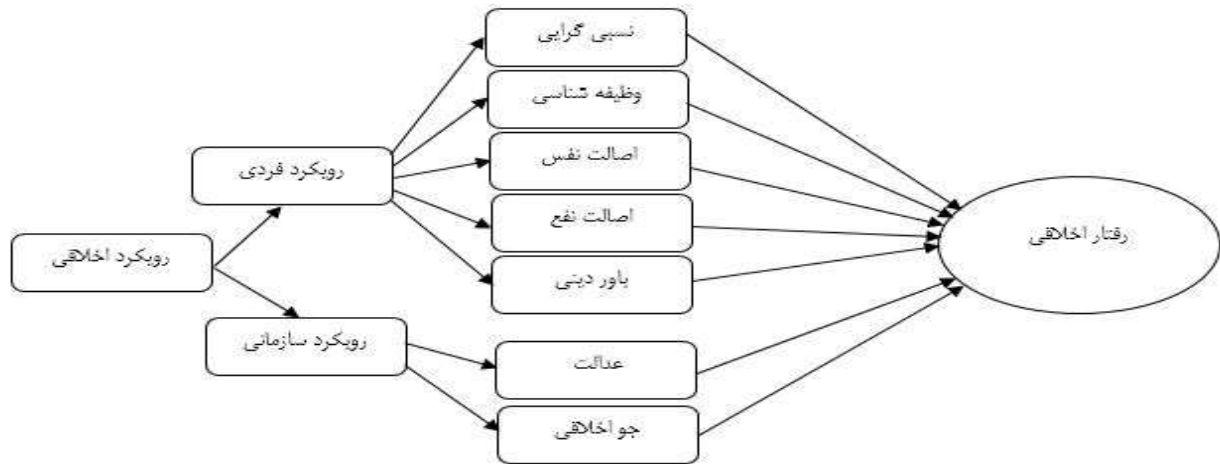 نسبی گرایی
وظیفه شناسی
اصالت نفس
رویکرد فردی
اصالت نفع
رفتار اخلاقی
رویکرد اخلاقی
باور دینی
رویکرد سازمانی
عدالت
جو اخلاقی